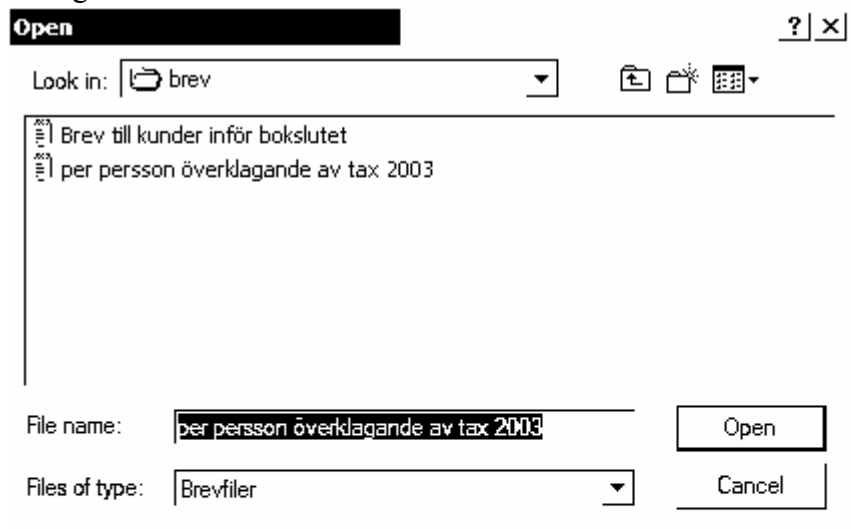 Open ? ×
Look in: brev
Brev till kunder inför bokslutet
per persson överklagande av tax 2003
File name: per persson överklagande av tax 2003 Open
Files of type: Brevfiler Cancel